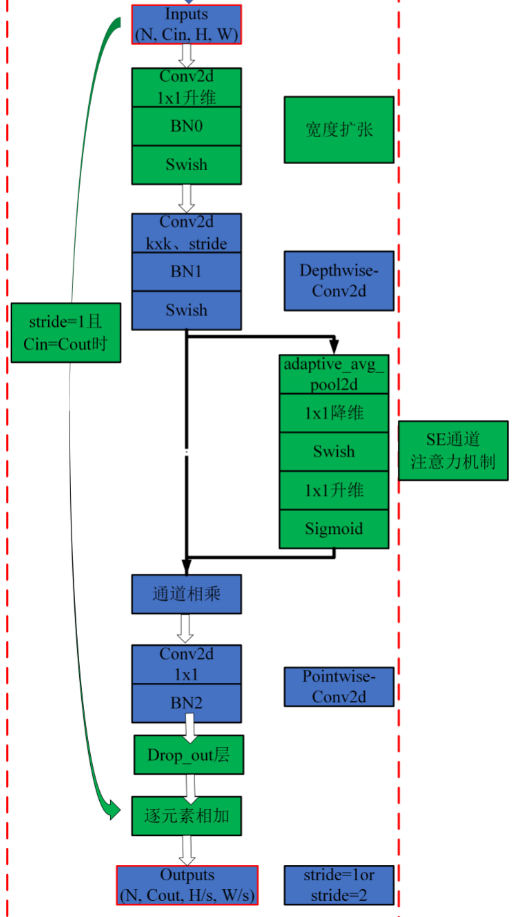 Inputs
(N, Cin, H, W)
Conv2d
1x1升维
BN0
Swish
宽度扩张
Conv2d
kxk、stride
BN1
Swish
Depthwise-
Conv2d
stride=1且
Cin=Cout时
adaptive_avg_
pool2d
1x1降维
Swish
1x1升维
Sigmoid
SE通道
注意力机制
通道相乘
Conv2d
1x1
BN2
Pointwise-
Conv2d
Drop_out层
逐元素相加
Outputs
(N, Cout, H/s, W/s)
stride=1or
stride=2